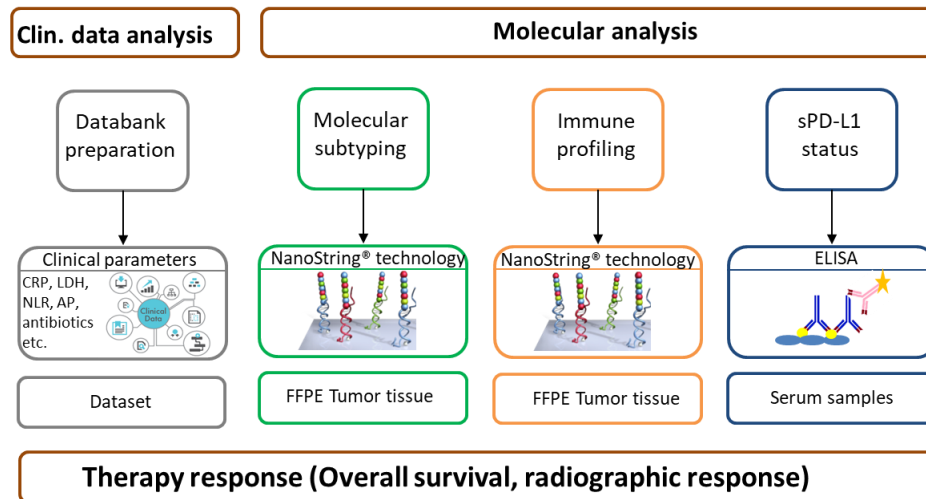 Clin. data analysis
Molecular analysis
Databank
preparation
Molecular
subtyping
Immune
profiling
sPD-L1
status
Clinical parameters
CRP, LDH,
NLR, AP,
antibiotics
etc.
Clinical
Data
NanoString® technology
NanoString® technology
ELISA
Dataset
FFPE Tumor tissue
FFPE Tumor tissue
Serum samples
Therapy response (Overall survival, radiographic response)